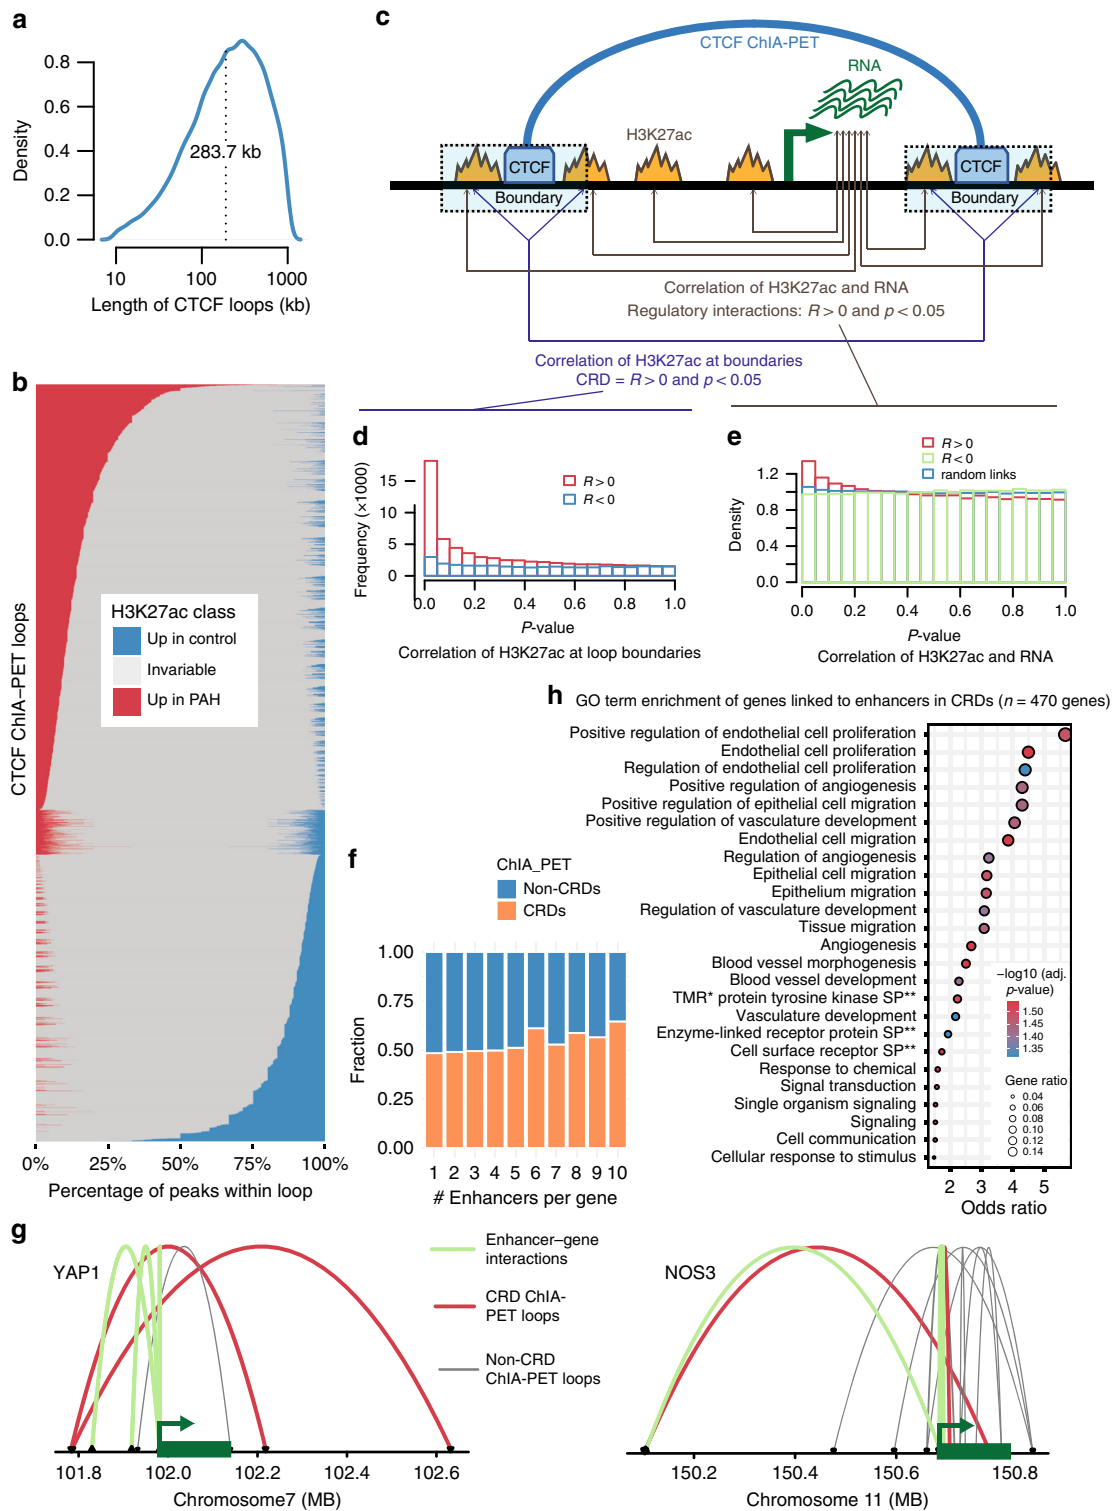 a
Density
0.8
0.6
0.4
0.2
0.0
283.7 kb
10
100
1000
Length of CTCF loops (kb)
b
CTCF ChIA–PET loops
H3K27ac class
Up in control
Invariable
Up in PAH
0%
25%
50%
75%
100%
Percentage of peaks within loop
c
CTCF ChIA-PET
RNA
H3K27ac
CTCF
CTCF
Boundary
Boundary
Correlation of H3K27ac and RNA
Regulatory interactions: R > 0 and p < 0.05
Correlation of H3K27ac at boundaries
CRD = R > 0 and p < 0.05
d
Frequency (×1000)
15
10
5
0
R > 0
R < 0
0.0
0.2
0.4
0.6
0.8
1.0
P-value
Correlation of H3K27ac at loop boundaries
e
R > 0
R < 0
random links
Density
1.2
0.8
0.4
0.0
0.0
0.2
0.4
0.6
0.8
1.0
P-value
Correlation of H3K27ac and RNA
f
ChIA_PET
Non-CRDs
CRDs
Fraction
1.00
0.75
0.50
0.25
0.00
1 2 3 4 5 6 7 8 9 10
# Enhancers per gene
h
GO term enrichment of genes linked to enhancers in CRDs (n = 470 genes)
Positive regulation of endothelial cell proliferation
Endothelial cell proliferation
Regulation of endothelial cell proliferation
Positive regulation of angiogenesis
Positive regulation of epithelial cell migration
Positive regulation of vasculature development
Endothelial cell migration
Regulation of angiogenesis
Epithelial cell migration
Epithelium migration
Regulation of vasculature development
Tissue migration
Angiogenesis
Blood vessel morphogenesis
Blood vessel development
TMR* protein tyrosine kinase SP**
Vasculature development
Enzyme-linked receptor protein SP**
Cell surface receptor SP**
Response to chemical
Signal transduction
Single organism signaling
Signaling
Cell communication
Cellular response to stimulus
−log10 (adj.
p-value)
1.50
1.45
1.40
1.35
Gene ratio
0.04
0.06
0.08
0.10
0.12
0.14
2
3
4
5
Odds ratio
g
YAP1
101.8
102.0
102.2
102.4
102.6
Chromosome7 (MB)
Enhancer–gene
interactions
CRD ChIA-
PET loops
Non-CRD
ChIA-PET loops
NOS3
150.3
150.4
150.6
150.8
Chromosome 11 (MB)